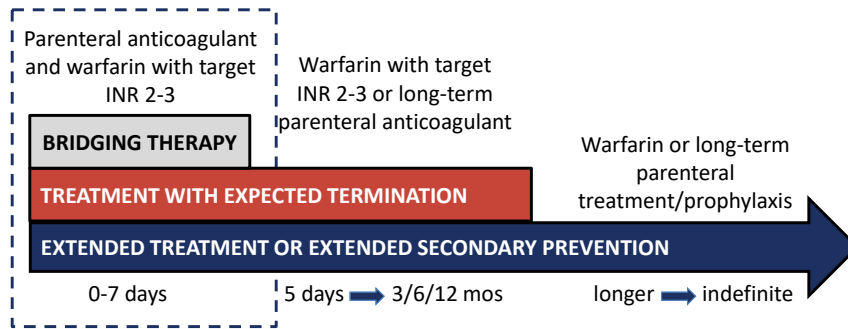 Parenteral anticoagulant
and warfarin with target
INR 2-3
Warfarin with target
INR 2-3 or long-term
parenteral anticoagulant
Warfarin or long-term
parenteral
treatment/prophylaxis
BRIDGING THERAPY
TREATMENT WITH EXPECTED TERMINATION
EXTENDED TREATMENT OR EXTENDED SECONDARY PREVENTION
0-7 days
5 days 3/6/12 mos
longer indefinite